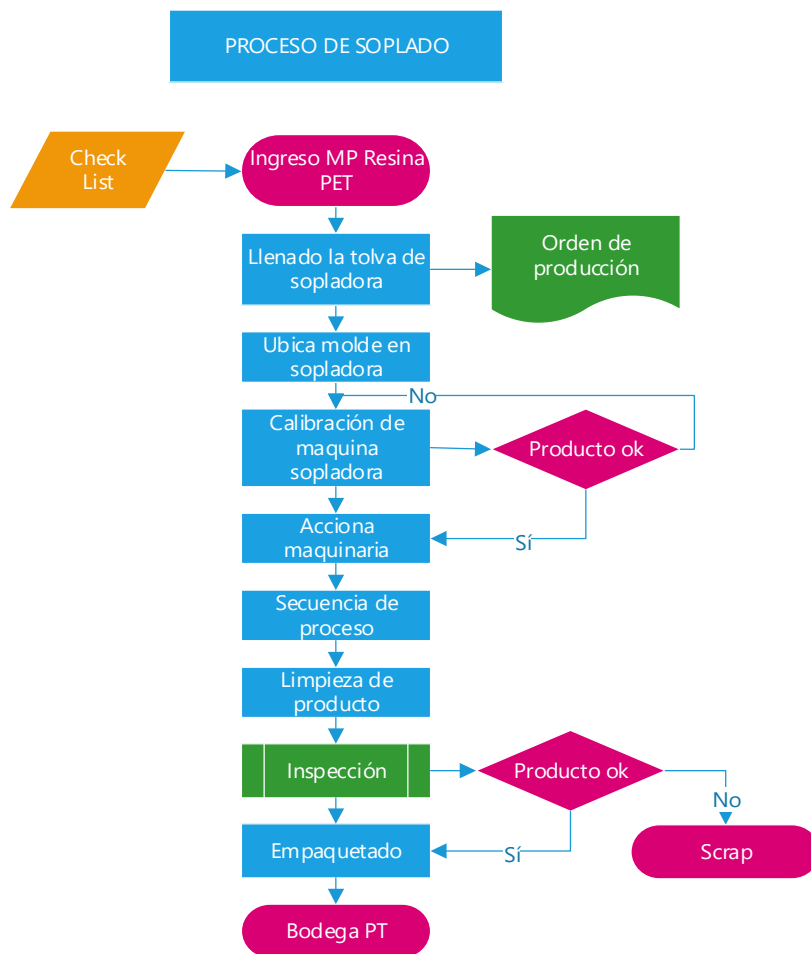 PROCESO DE SOPLADO
Check
List
Ingreso MP Resina
PET
Llenado la tolva de
sopladora
Orden de
producción
Ubica molde en
sopladora
No
Calibración de
maquina
sopladora
Producto ok
Acciona
maquinaria
Sí
Secuencia de
proceso
Limpieza de
producto
Inspección
Producto ok
No
Empaquetado
Sí
Scrap
Bodega PT